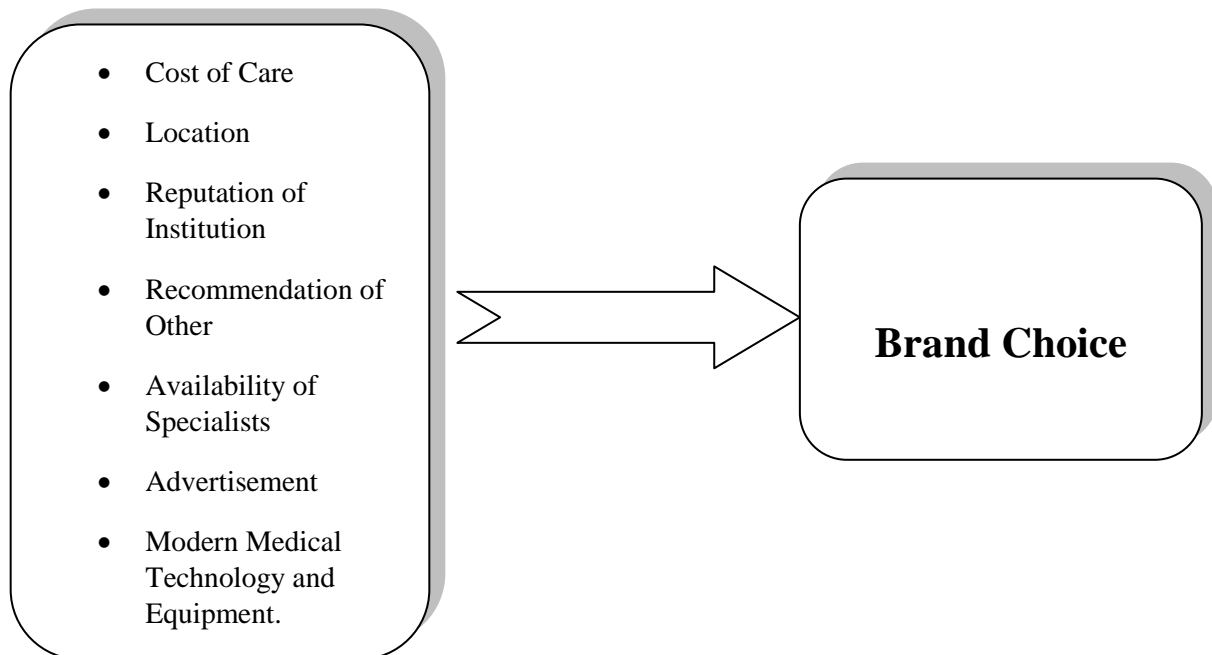 • Cost of Care
• Location
• Reputation of
Institution
• Recommendation of
Other
• Availability of
Specialists
• Advertisement
• Modern Medical
Technology and
Equipment.
Brand Choice